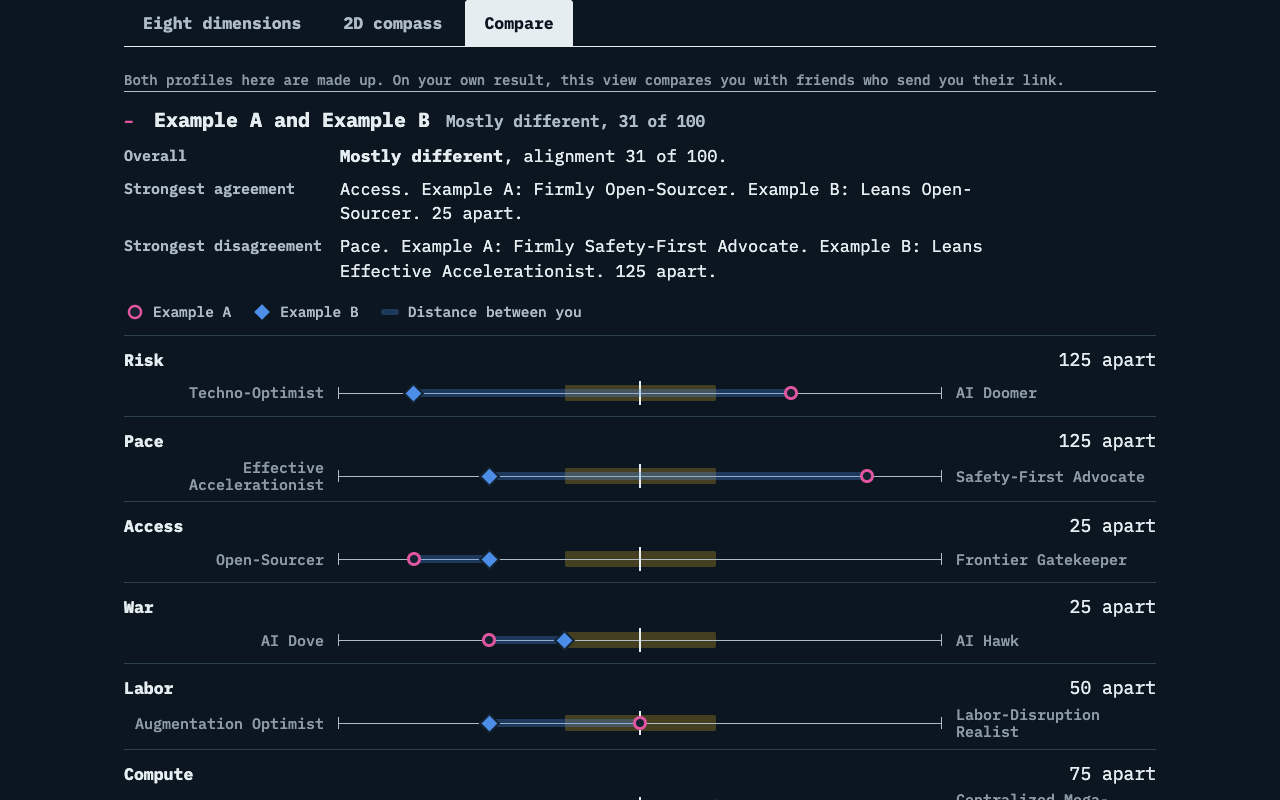 Eight dimensions 2D compass Compare
Both profiles here are made up. On your own result, this view compares you with friends who send you their link.
– Example A and Example B Mostly different, 31 of 100
Overall Mostly different, alignment 31 of 100.
Strongest agreement Access. Example A: Firmly Open-Sourcer. Example B: Leans Open-
Sourcer. 25 apart.
Strongest disagreement Pace. Example A: Firmly Safety-First Advocate. Example B: Leans
Effective Accelerationist. 125 apart.
Example A Example B Distance between you
Risk 125 apart
Techno-Optimist AI Doomer
Pace 125 apart
Effective
Accelerationist Safety-First Advocate
Access 25 apart
Open-Sourcer Frontier Gatekeeper
War 25 apart
AI Dove AI Hawk
Labor 50 apart
Augmentation Optimist Labor-Disruption
Realist
Compute 75 apart
Centralized Mega-